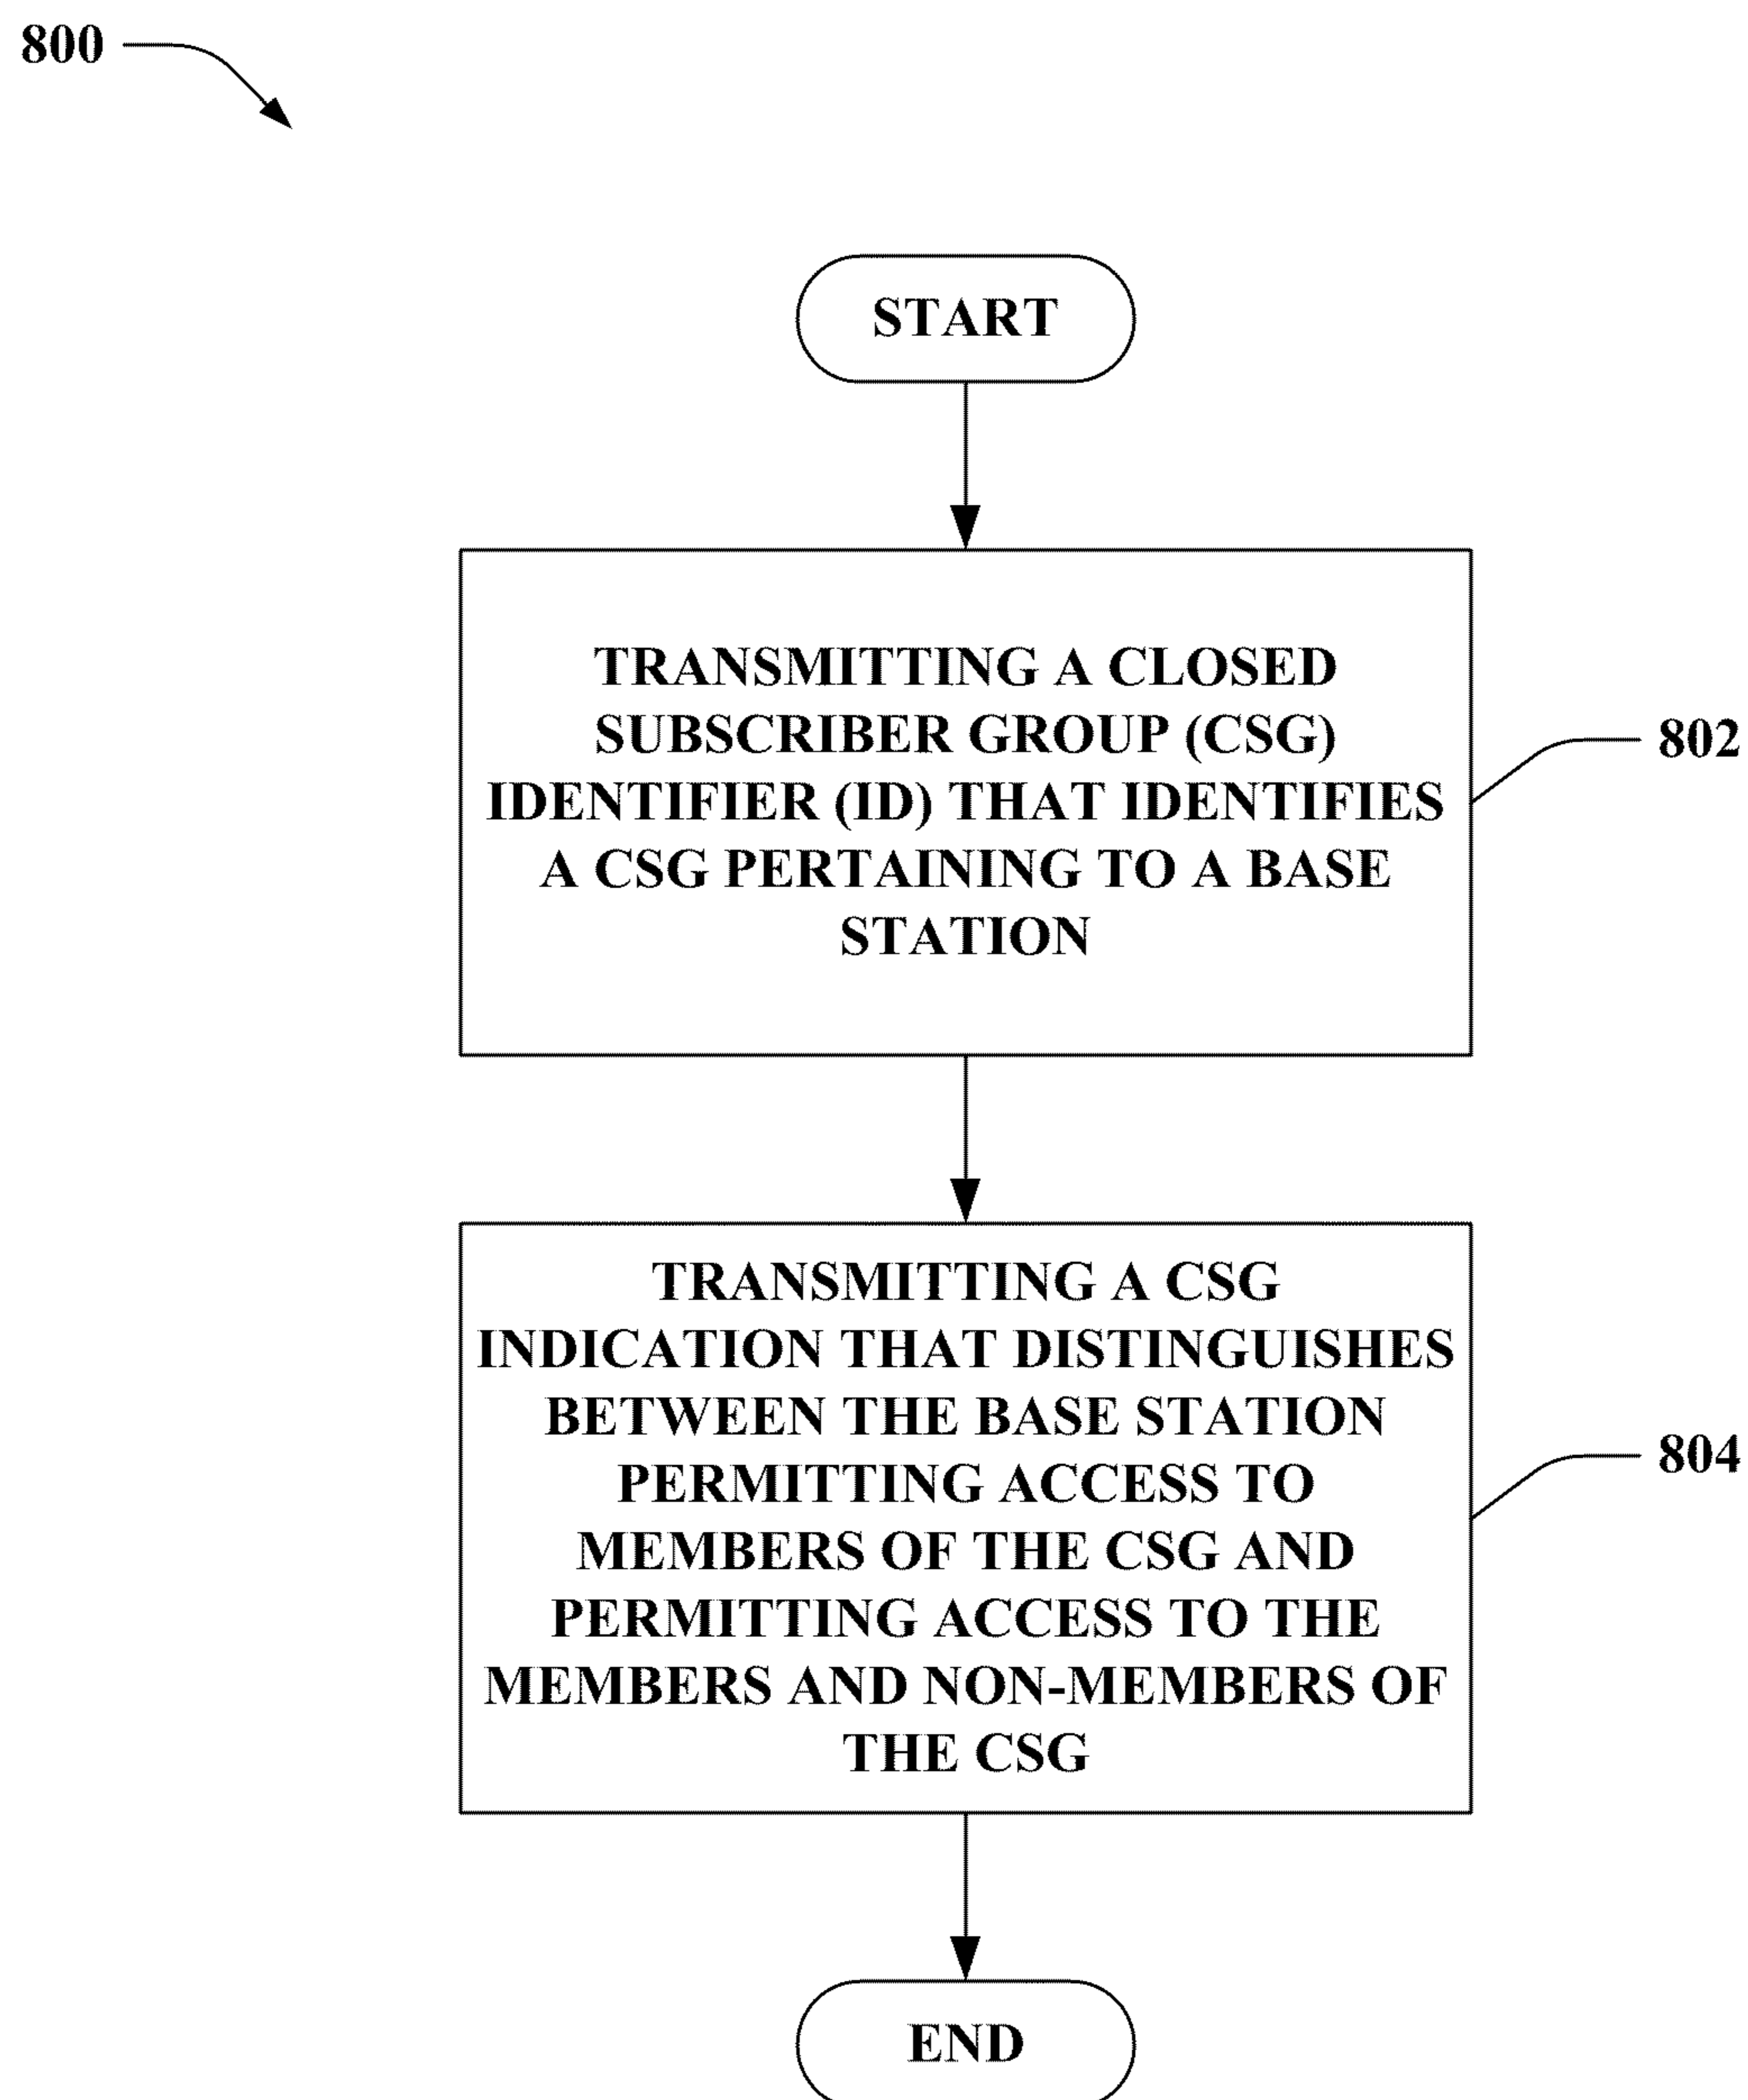 800
START
TRANSMITTING A CLOSED
SUBSCRIBER GROUP (CSG)
IDENTIFIER (ID) THAT IDENTIFIES
A CSG PERTAINING TO A BASE
STATION
802
TRANSMITTING A CSG
INDICATION THAT DISTINGUISHES
BETWEEN THE BASE STATION
PERMITTING ACCESS TO
MEMBERS OF THE CSG AND
PERMITTING ACCESS TO THE
MEMBERS AND NON-MEMBERS OF
THE CSG
804
END